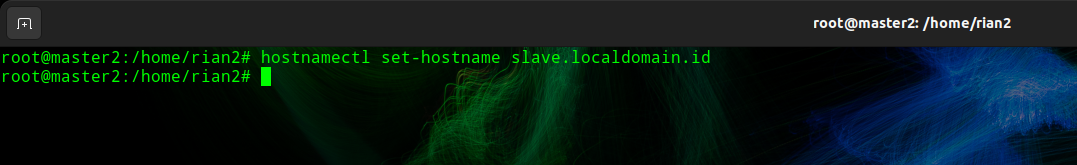 root@master2: /home/rian2
root@master2:/home/rian2# hostnamectl set-hostname slave.localdomain.id
root@master2:/home/rian2#